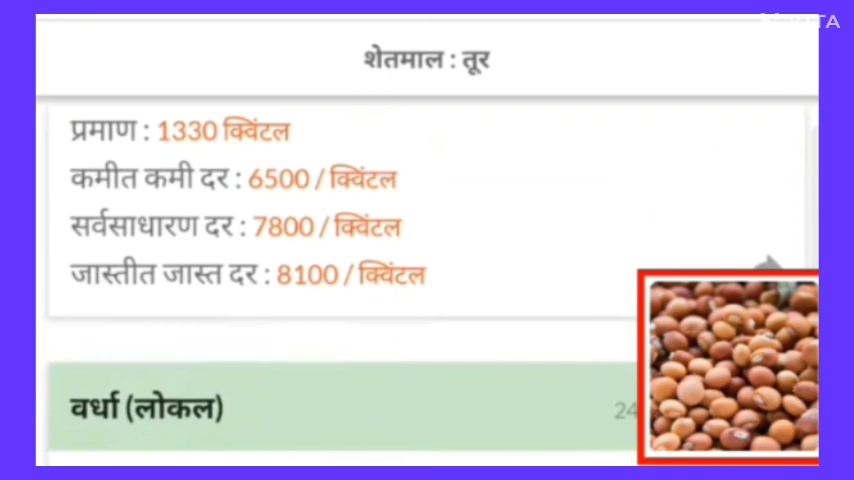 शेतमाल : तूर
प्रमाण : 1330 क्विंटल
कमीत कमी दर : 6500 / क्विंटल
सर्वसाधारण दर : 7800 / क्विंटल
जास्तीत जास्त दर : 8100 / क्विंटल
वर्धा (लोकल)
24